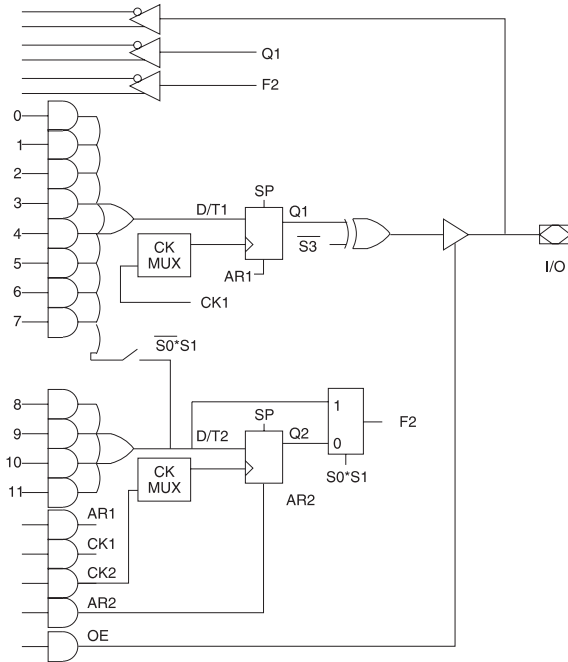 Q1
F2
0
1
2
3
4
5
6
7
D/T1
SP
Q1
CK
MUX
S3
AR1
CK1
I/O
S0*S1
8
9
10
11
D/T2
SP
Q2
1
0
F2
CK
MUX
S0*S1
AR2
AR1
CK1
CK2
AR2
OE